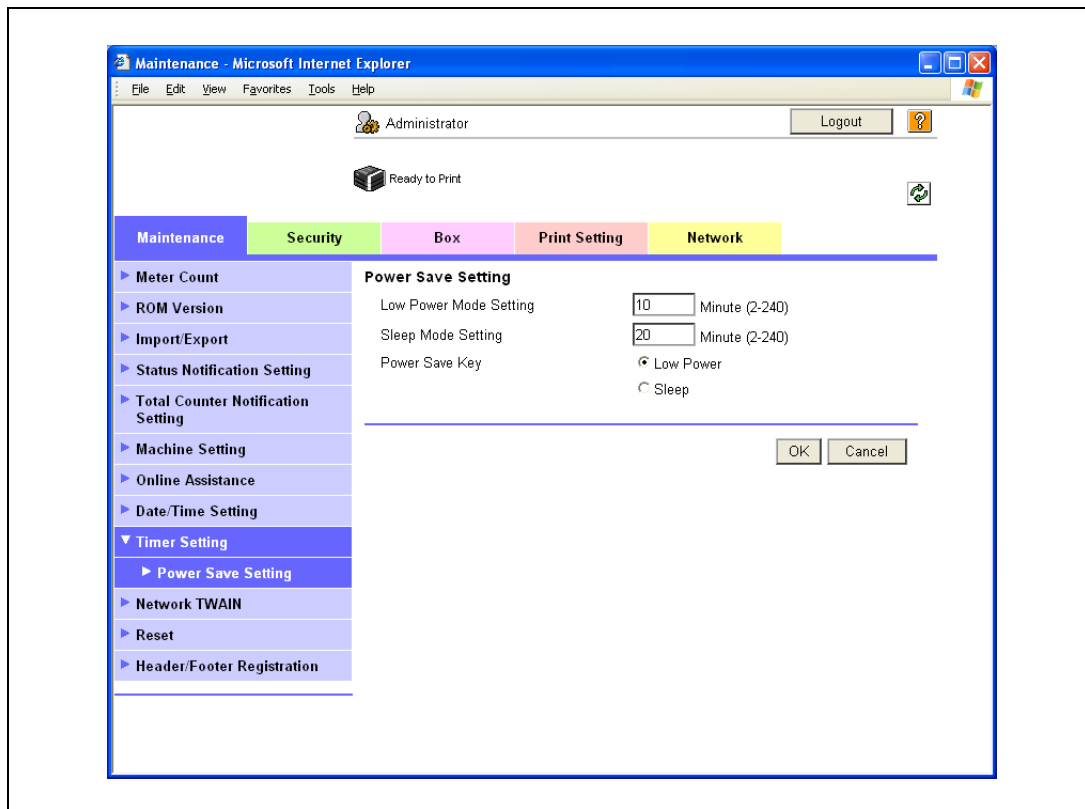 Maintenance - Microsoft Internet Explorer
File Edit View Favorites Tools Help
Administrator
Logout
?
Ready to Print
Maintenance
Security
Box
Print Setting
Network
Meter Count
ROM Version
Import/Export
Status Notification Setting
Total Counter Notification
Setting
Machine Setting
Online Assistance
Date/Time Setting
Timer Setting
Power Save Setting
Network TWAIN
Reset
Header/Footer Registration
Power Save Setting
Low Power Mode Setting 10 Minute (2-240)
Sleep Mode Setting 20 Minute (2-240)
Power Save Key Low Power
Sleep
OK Cancel